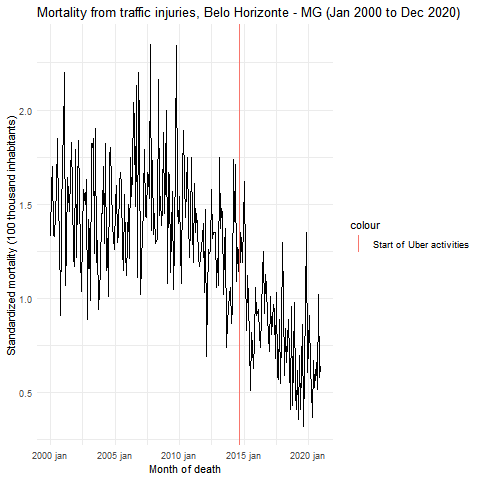 Mortality from traffic injuries, Belo Horizonte - MG (Jan 2000 to Dec 2020)
Standardized mortality (100 thousand inhabitants)
2.0
1.5
1.0
0.5
2000 jan
2005 jan
2010 jan
2015 jan
2020 jan
Month of death
colour
Start of Uber activities